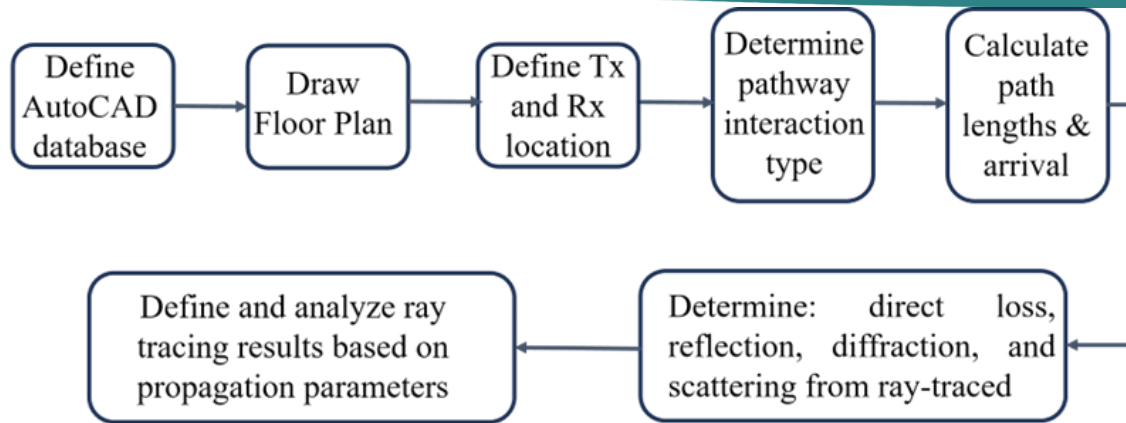 Define
AutoCAD
database
Draw
Floor Plan
Define Tx
and Rx
location
Determine
pathway
interaction
type
Calculate
path
lengths &
arrival
Determine: direct loss,
reflection, diffraction, and
scattering from ray-traced
Define and analyze ray
tracing results based on
propagation parameters